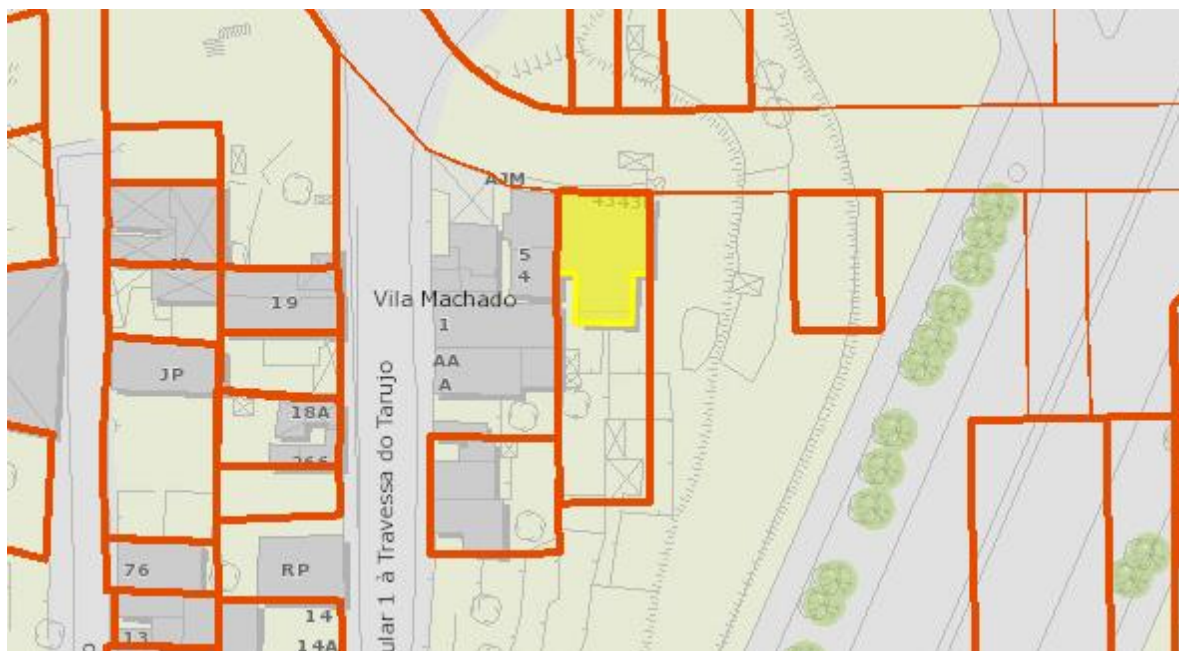 AJM
4343
5
4
19
Vila Machado
1
JP
AA
A
18A
266
ular 1 à Travessa do Tarujo
76
RP
14
13
14A